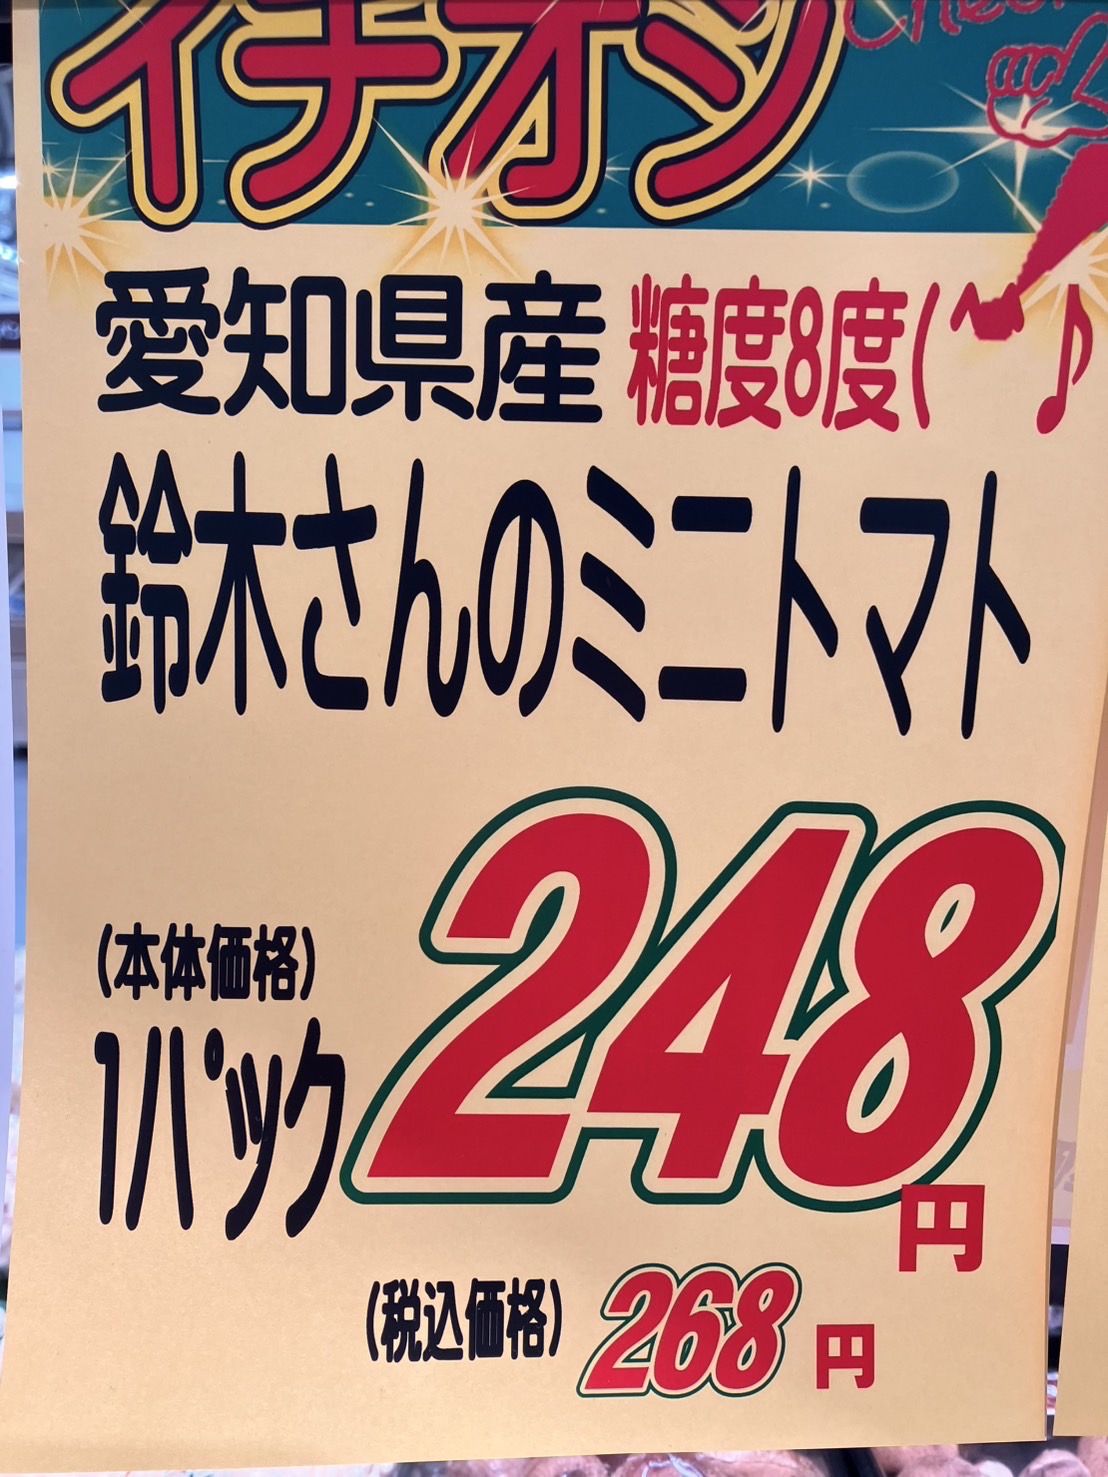 イチオシ
愛知県産 糖度8度(^ ♪
鈴木さんのミニトマト
(本体価格)
1パック 248円
(税込価格) 268円